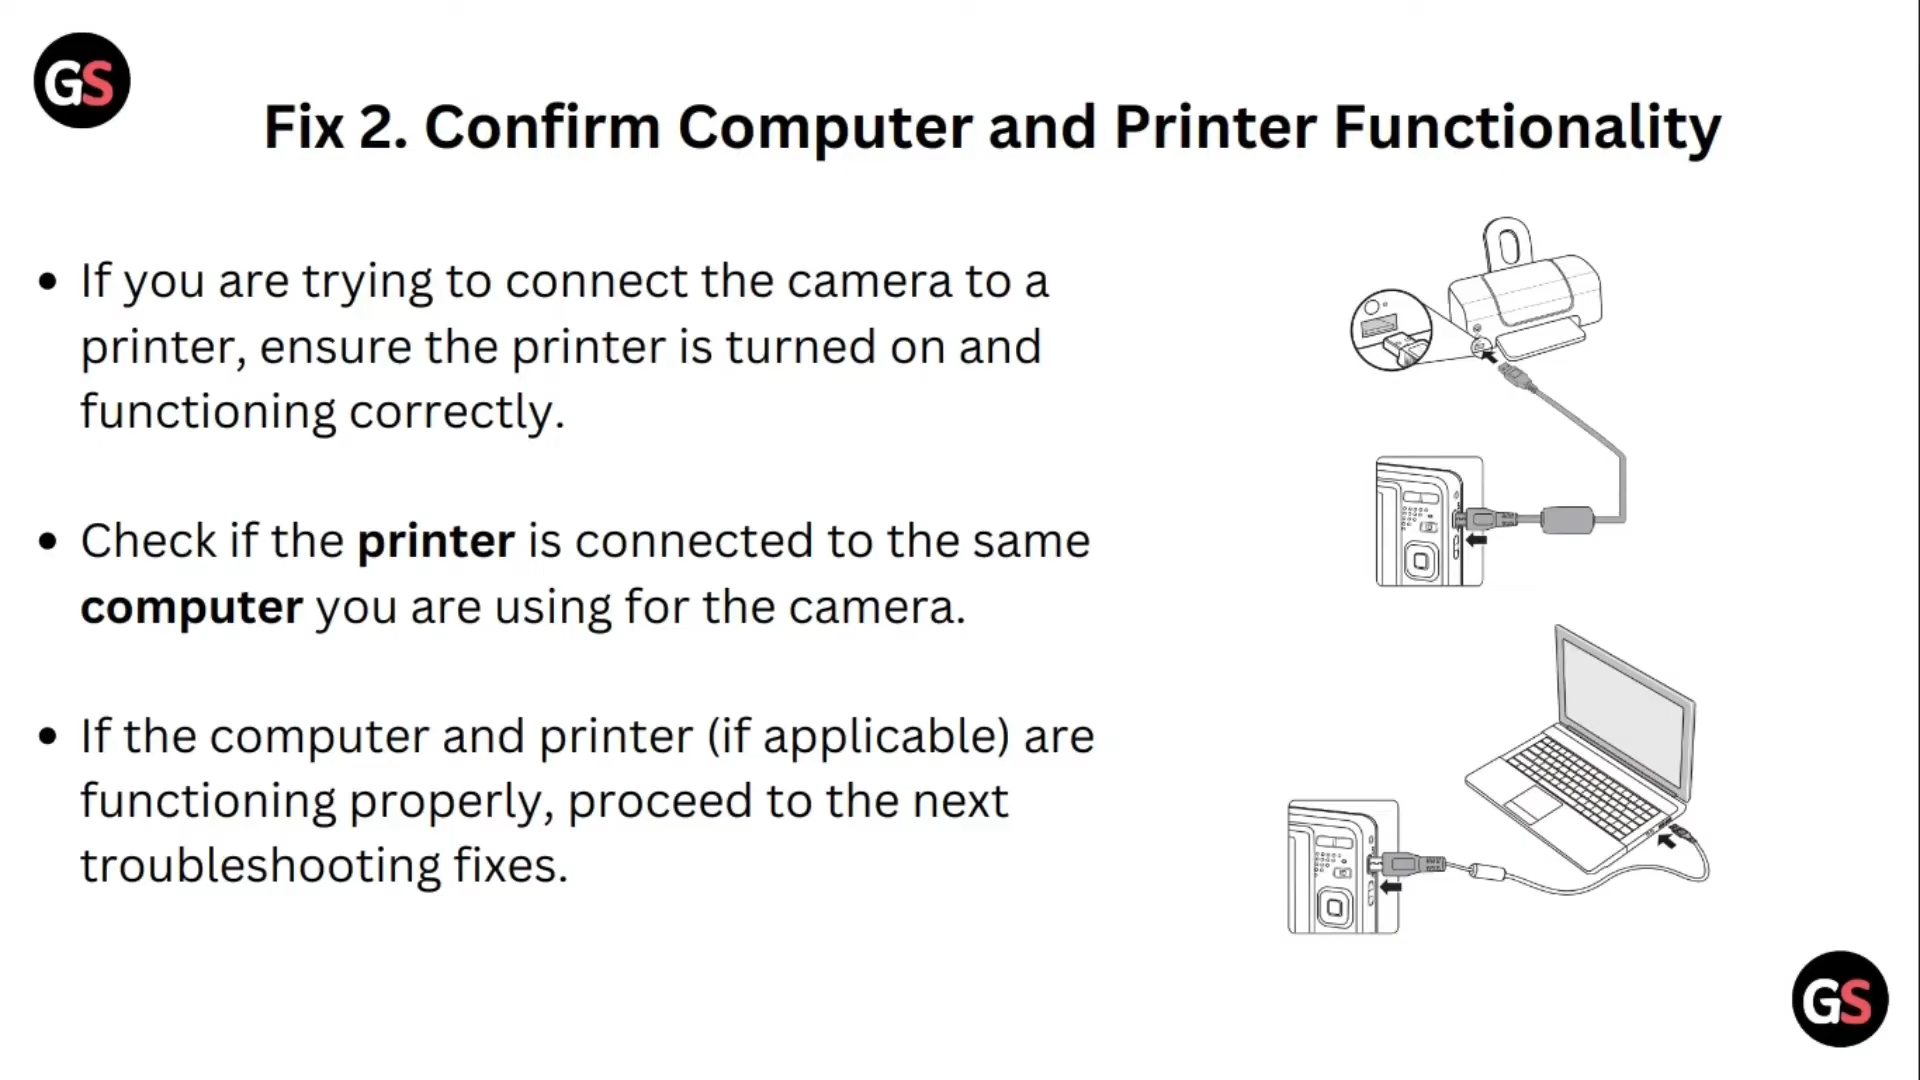 GS
Fix 2. Confirm Computer and Printer Functionality
• If you are trying to connect the camera to a
printer, ensure the printer is turned on and
functioning correctly.
• Check if the printer is connected to the same
computer you are using for the camera.
• If the computer and printer (if applicable) are
functioning properly, proceed to the next
troubleshooting fixes.
GS